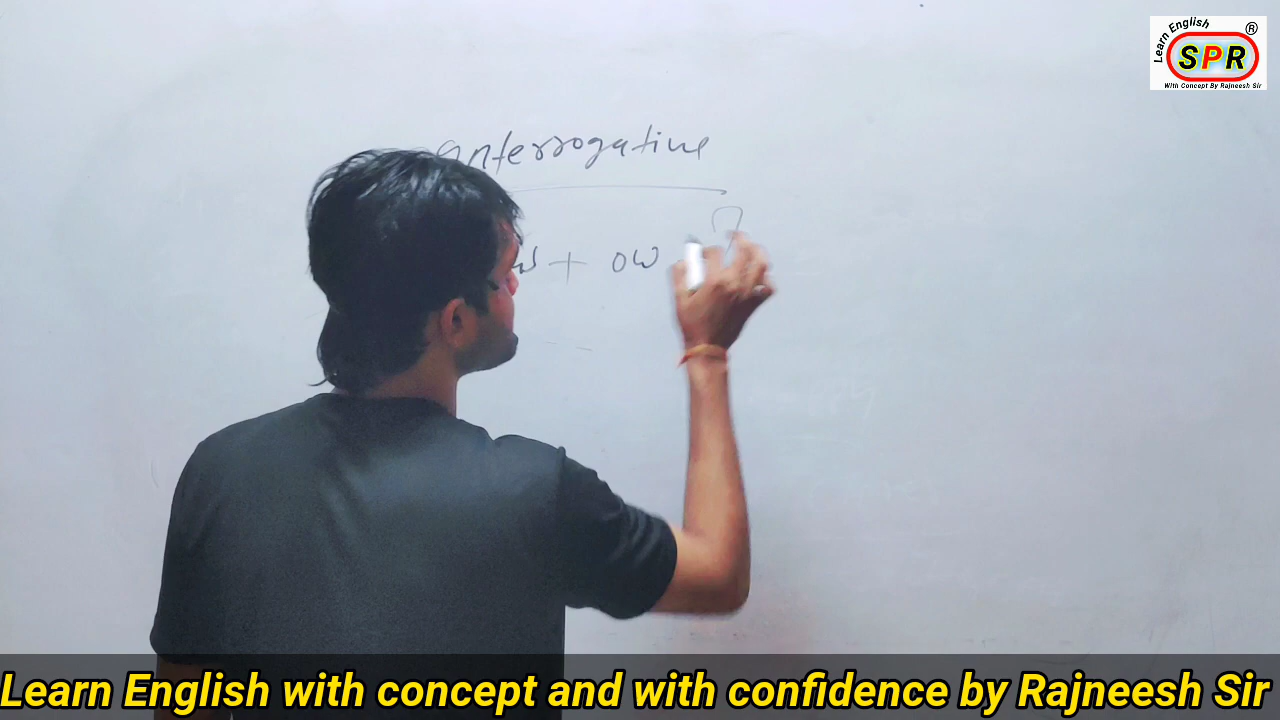 Learn English
®
SPR
With Concept By Rajneesh Sir
Interrogative
+ OW
?
Learn English with concept and with confidence by Rajneesh Sir